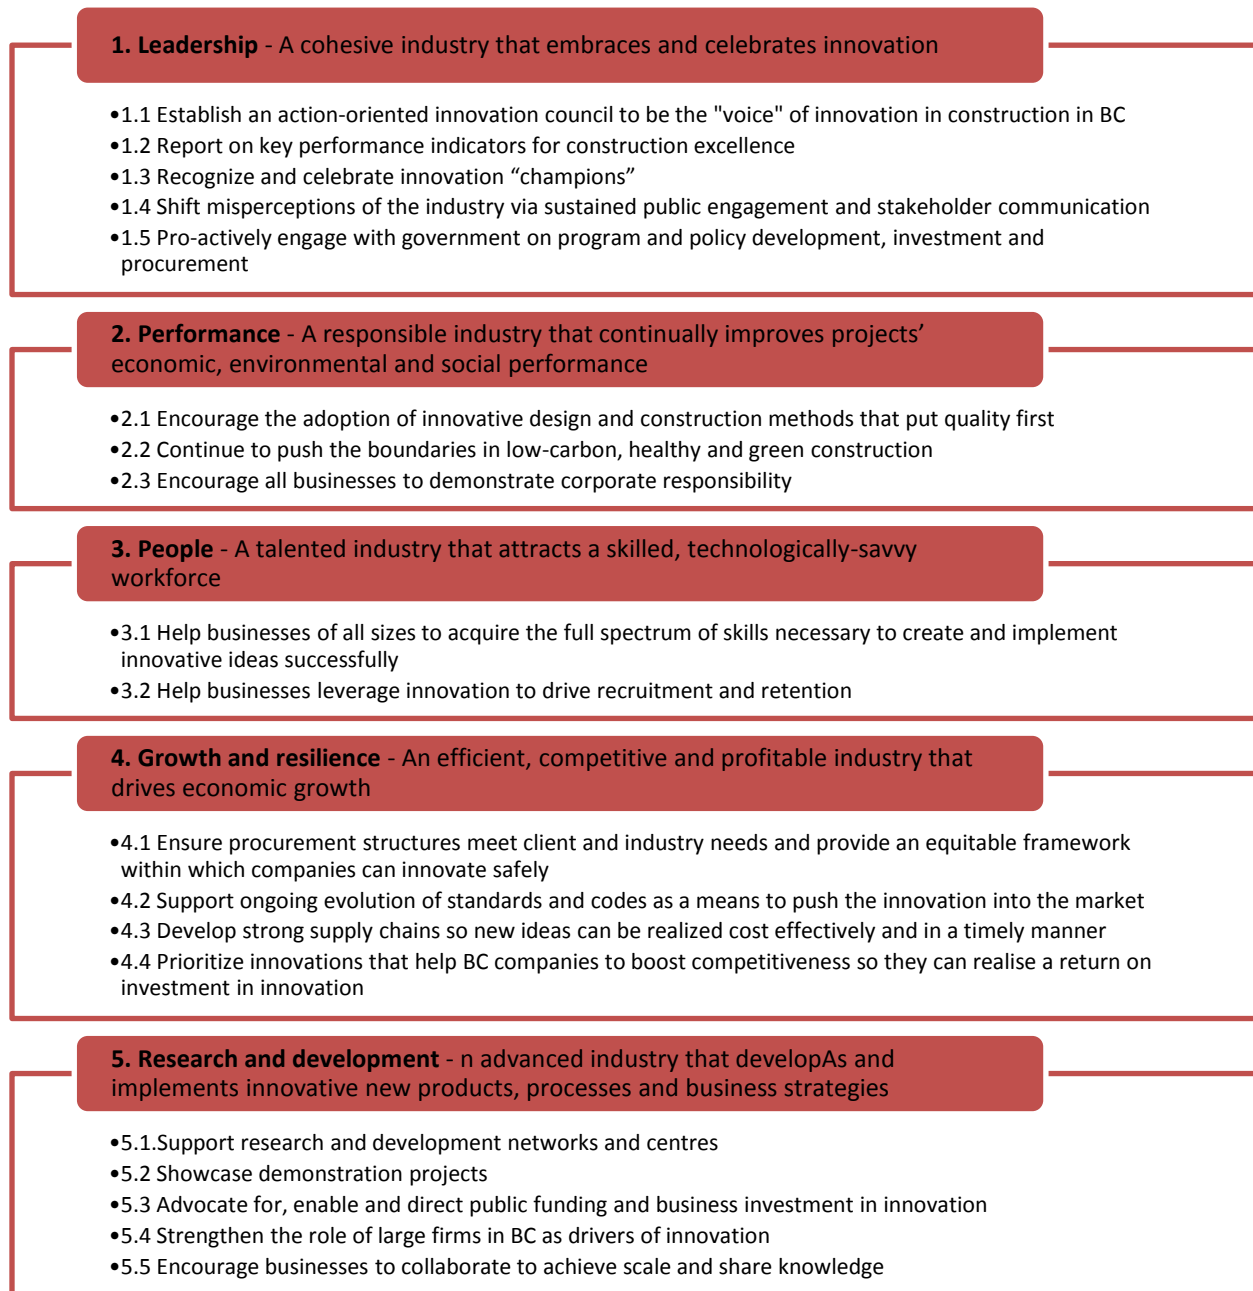 1. Leadership - A cohesive industry that embraces and celebrates innovation
•1.1 Establish an action-oriented innovation council to be the "voice" of innovation in construction in BC
•1.2 Report on key performance indicators for construction excellence
•1.3 Recognize and celebrate innovation “champions”
•1.4 Shift misperceptions of the industry via sustained public engagement and stakeholder communication
•1.5 Pro-actively engage with government on program and policy development, investment and
procurement
2. Performance - A responsible industry that continually improves projects’
economic, environmental and social performance
•2.1 Encourage the adoption of innovative design and construction methods that put quality first
•2.2 Continue to push the boundaries in low-carbon, healthy and green construction
•2.3 Encourage all businesses to demonstrate corporate responsibility
3. People - A talented industry that attracts a skilled, technologically-savvy
workforce
•3.1 Help businesses of all sizes to acquire the full spectrum of skills necessary to create and implement
innovative ideas successfully
•3.2 Help businesses leverage innovation to drive recruitment and retention
4. Growth and resilience - An efficient, competitive and profitable industry that
drives economic growth
•4.1 Ensure procurement structures meet client and industry needs and provide an equitable framework
within which companies can innovate safely
•4.2 Support ongoing evolution of standards and codes as a means to push the innovation into the market
•4.3 Develop strong supply chains so new ideas can be realized cost effectively and in a timely manner
•4.4 Prioritize innovations that help BC companies to boost competitiveness so they can realise a return on
investment in innovation
5. Research and development - n advanced industry that developAs and
implements innovative new products, processes and business strategies
•5.1.Support research and development networks and centres
•5.2 Showcase demonstration projects
•5.3 Advocate for, enable and direct public funding and business investment in innovation
•5.4 Strengthen the role of large firms in BC as drivers of innovation
•5.5 Encourage businesses to collaborate to achieve scale and share knowledge